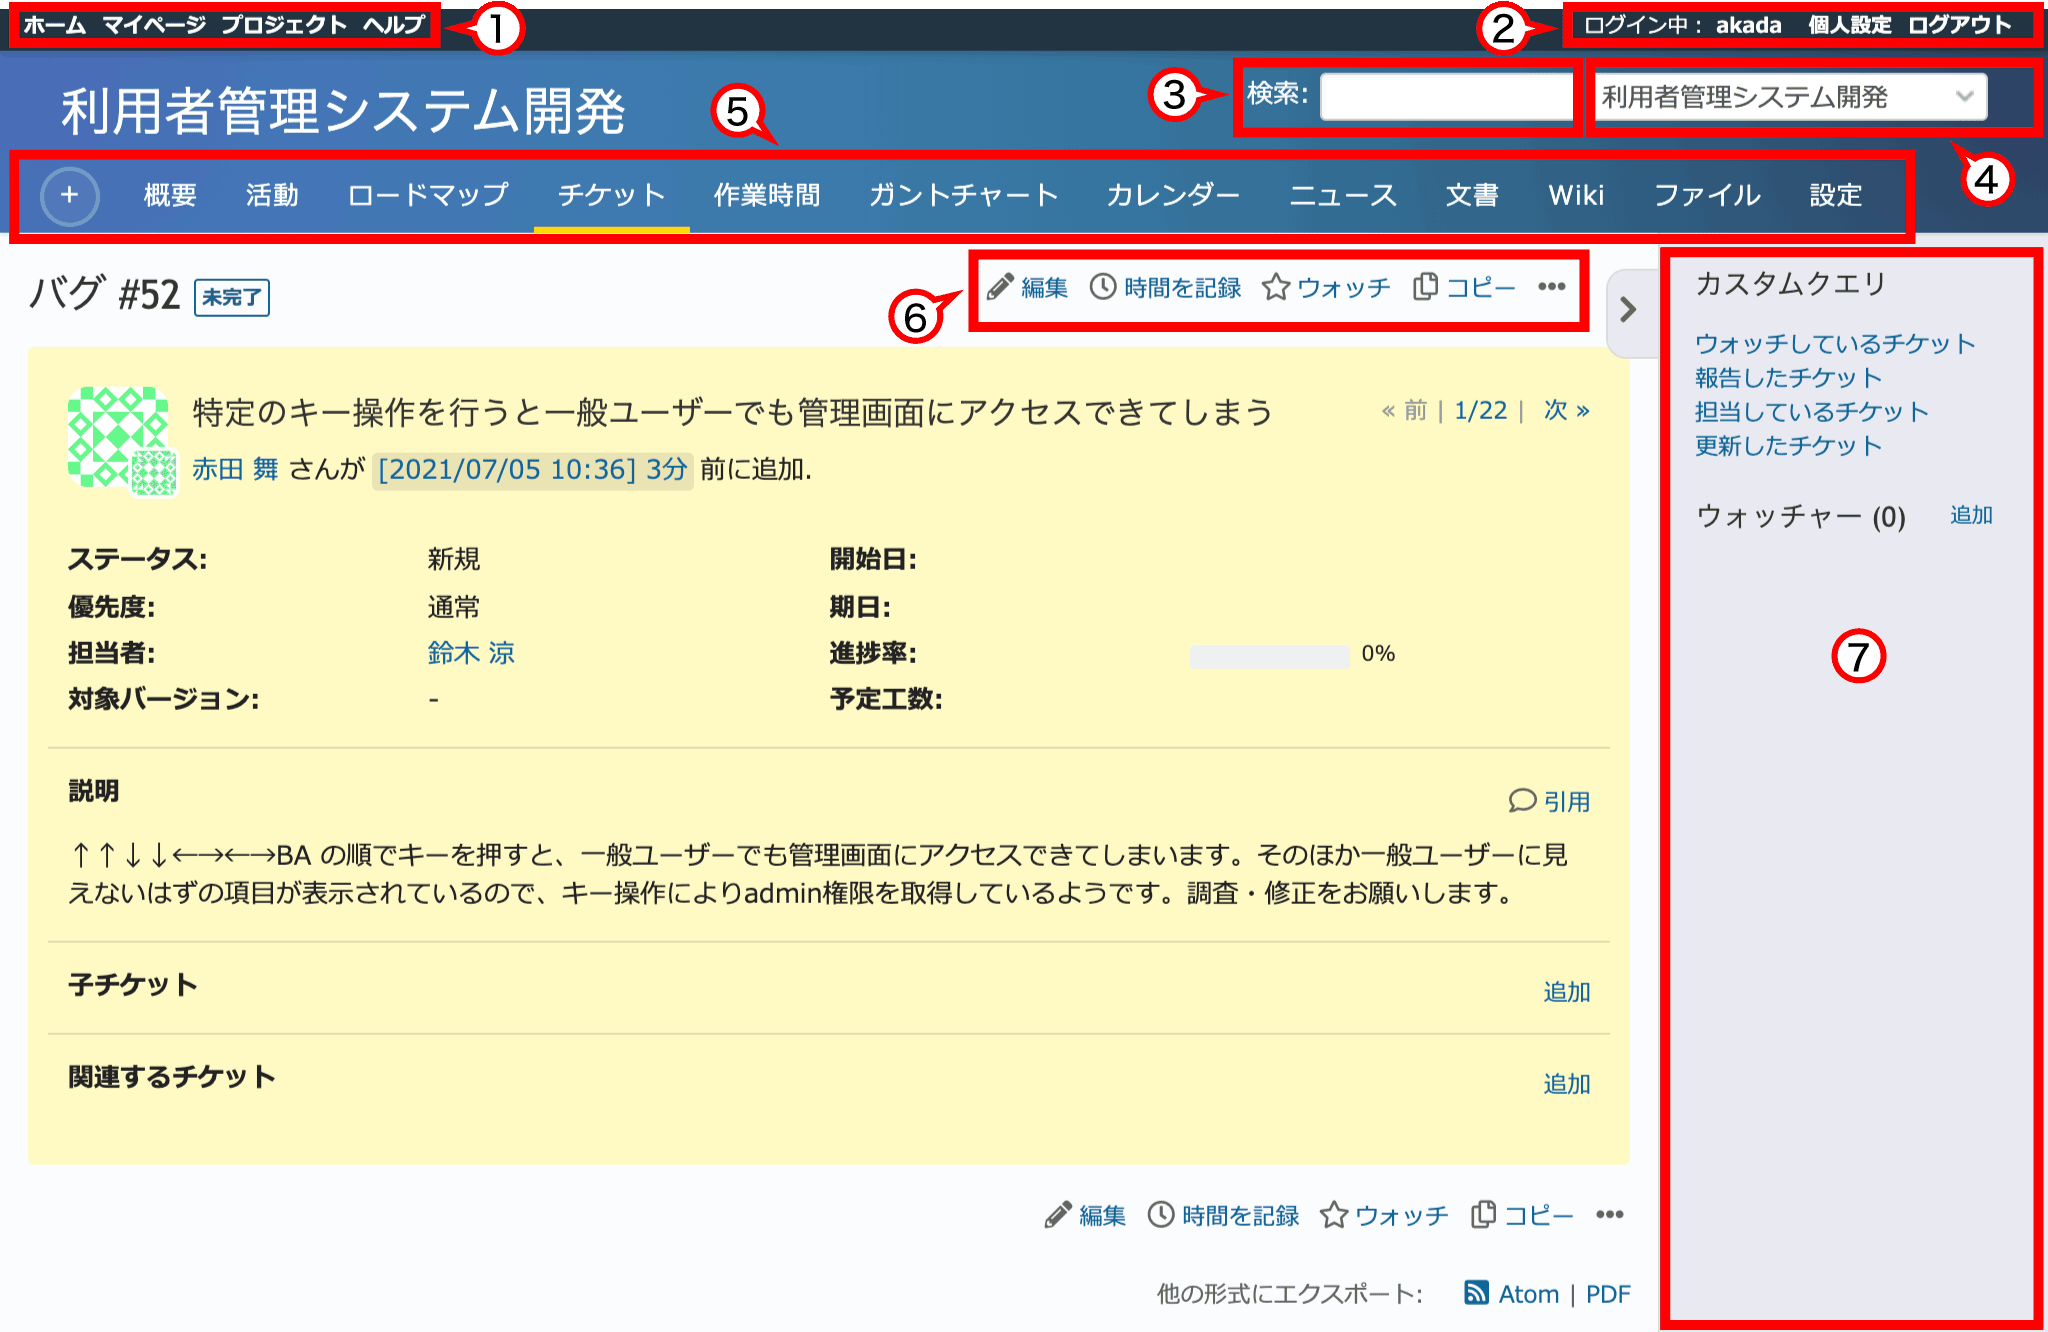 ホーム マイページ プロジェクト ヘルプ ① ② ログイン中： akada 個人設定 ログアウト
利用者管理システム開発 ⑤ ③ 検索: 利用者管理システム開発 ④
+ 概要 活動 ロードマップ チケット 作業時間 ガントチャート カレンダー ニュース 文書 Wiki ファイル 設定
バグ #52 未完了 ⑥ 編集 時間を記録 ウォッチ コピー •••
特定のキー操作を行うと一般ユーザーでも管理画面にアクセスできてしまう « 前 | 1/22 | 次 »
赤田 舞 さんが [2021/07/05 10:36] 3分 前に追加.
ステータス: 新規 開始日:
優先度: 通常 期日:
担当者: 鈴木 涼 進捗率: 0%
対象バージョン: - 予定工数:
説明 引用
↑↑↓↓←→←→BA の順でキーを押すと、一般ユーザーでも管理画面にアクセスできてしまいます。そのほか一般ユーザーに見
えないはずの項目が表示されているので、キー操作によりadmin権限を取得しているようです。調査・修正をお願いします。
子チケット 追加
関連するチケット 追加
編集 時間を記録 ウォッチ コピー •••
他の形式にエクスポート: Atom | PDF
カスタムクエリ
ウォッチしているチケット
報告したチケット
担当しているチケット
更新したチケット
ウォッチャー (0) 追加
⑦